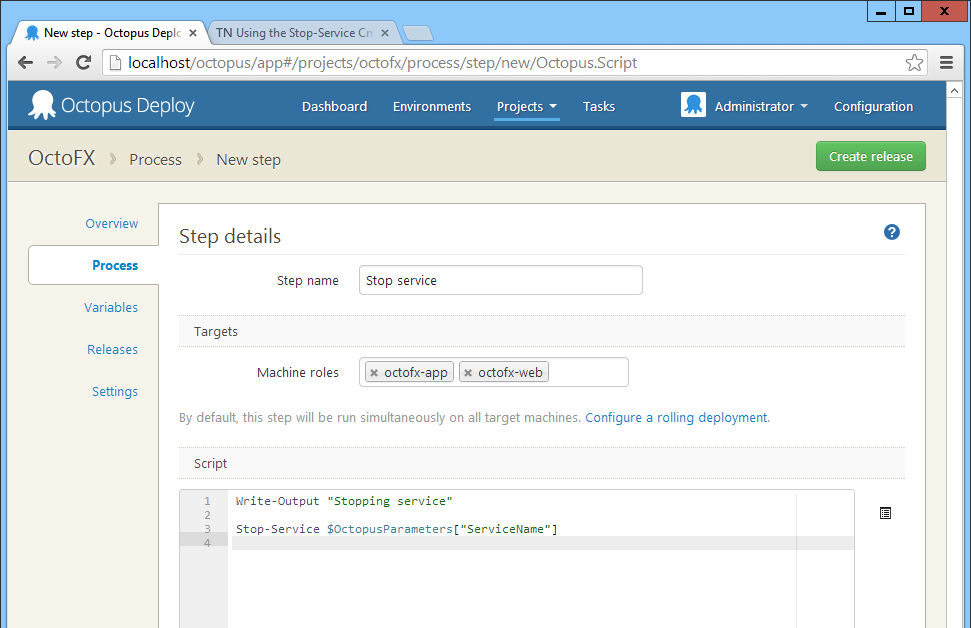 New step - Octopus Deplo
TN Using the Stop-Service Cn
localhost/octopus/app#/projects/octofx/process/step/new/Octopus.Script
Octopus Deploy
Dashboard
Environments
Projects
Tasks
Administrator
Configuration
OctoFX
Process
New step
Create release
Overview
Process
Variables
Releases
Settings
Step details
?
Step name
Stop service
Targets
Machine roles
octofx-app
octofx-web
By default, this step will be run simultaneously on all target machines. Configure a rolling deployment.
Script
1 Write-Output "Stopping service"
2
3 Stop-Service $OctopusParameters["ServiceName"]
4